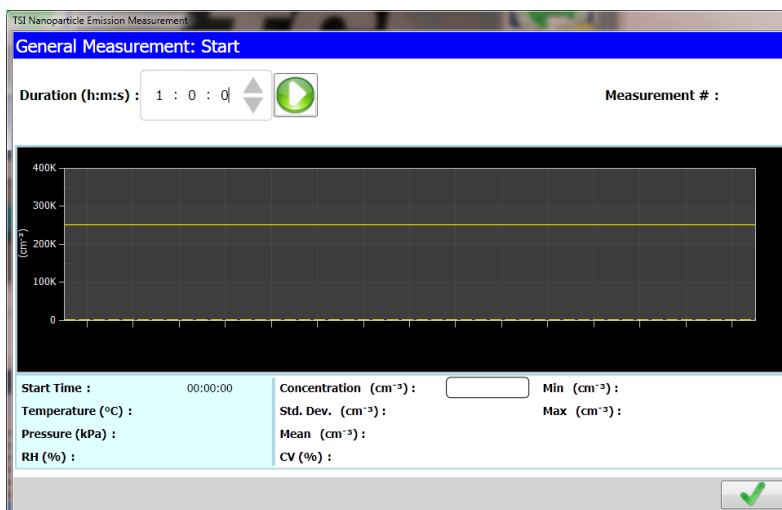 TSI Nanoparticle Emission Measurement
General Measurement: Start
Duration (h:m:s) : 1 : 0 : 0
Measurement # :
400K
300K
200K
100K
0
(cm⁻³)
Start Time : 00:00:00
Temperature (ºC) :
Pressure (kPa) :
RH (%) :
Concentration (cm⁻³) :
Std. Dev. (cm⁻³) :
Mean (cm⁻³) :
CV (%) :
Min (cm⁻³) :
Max (cm⁻³) :